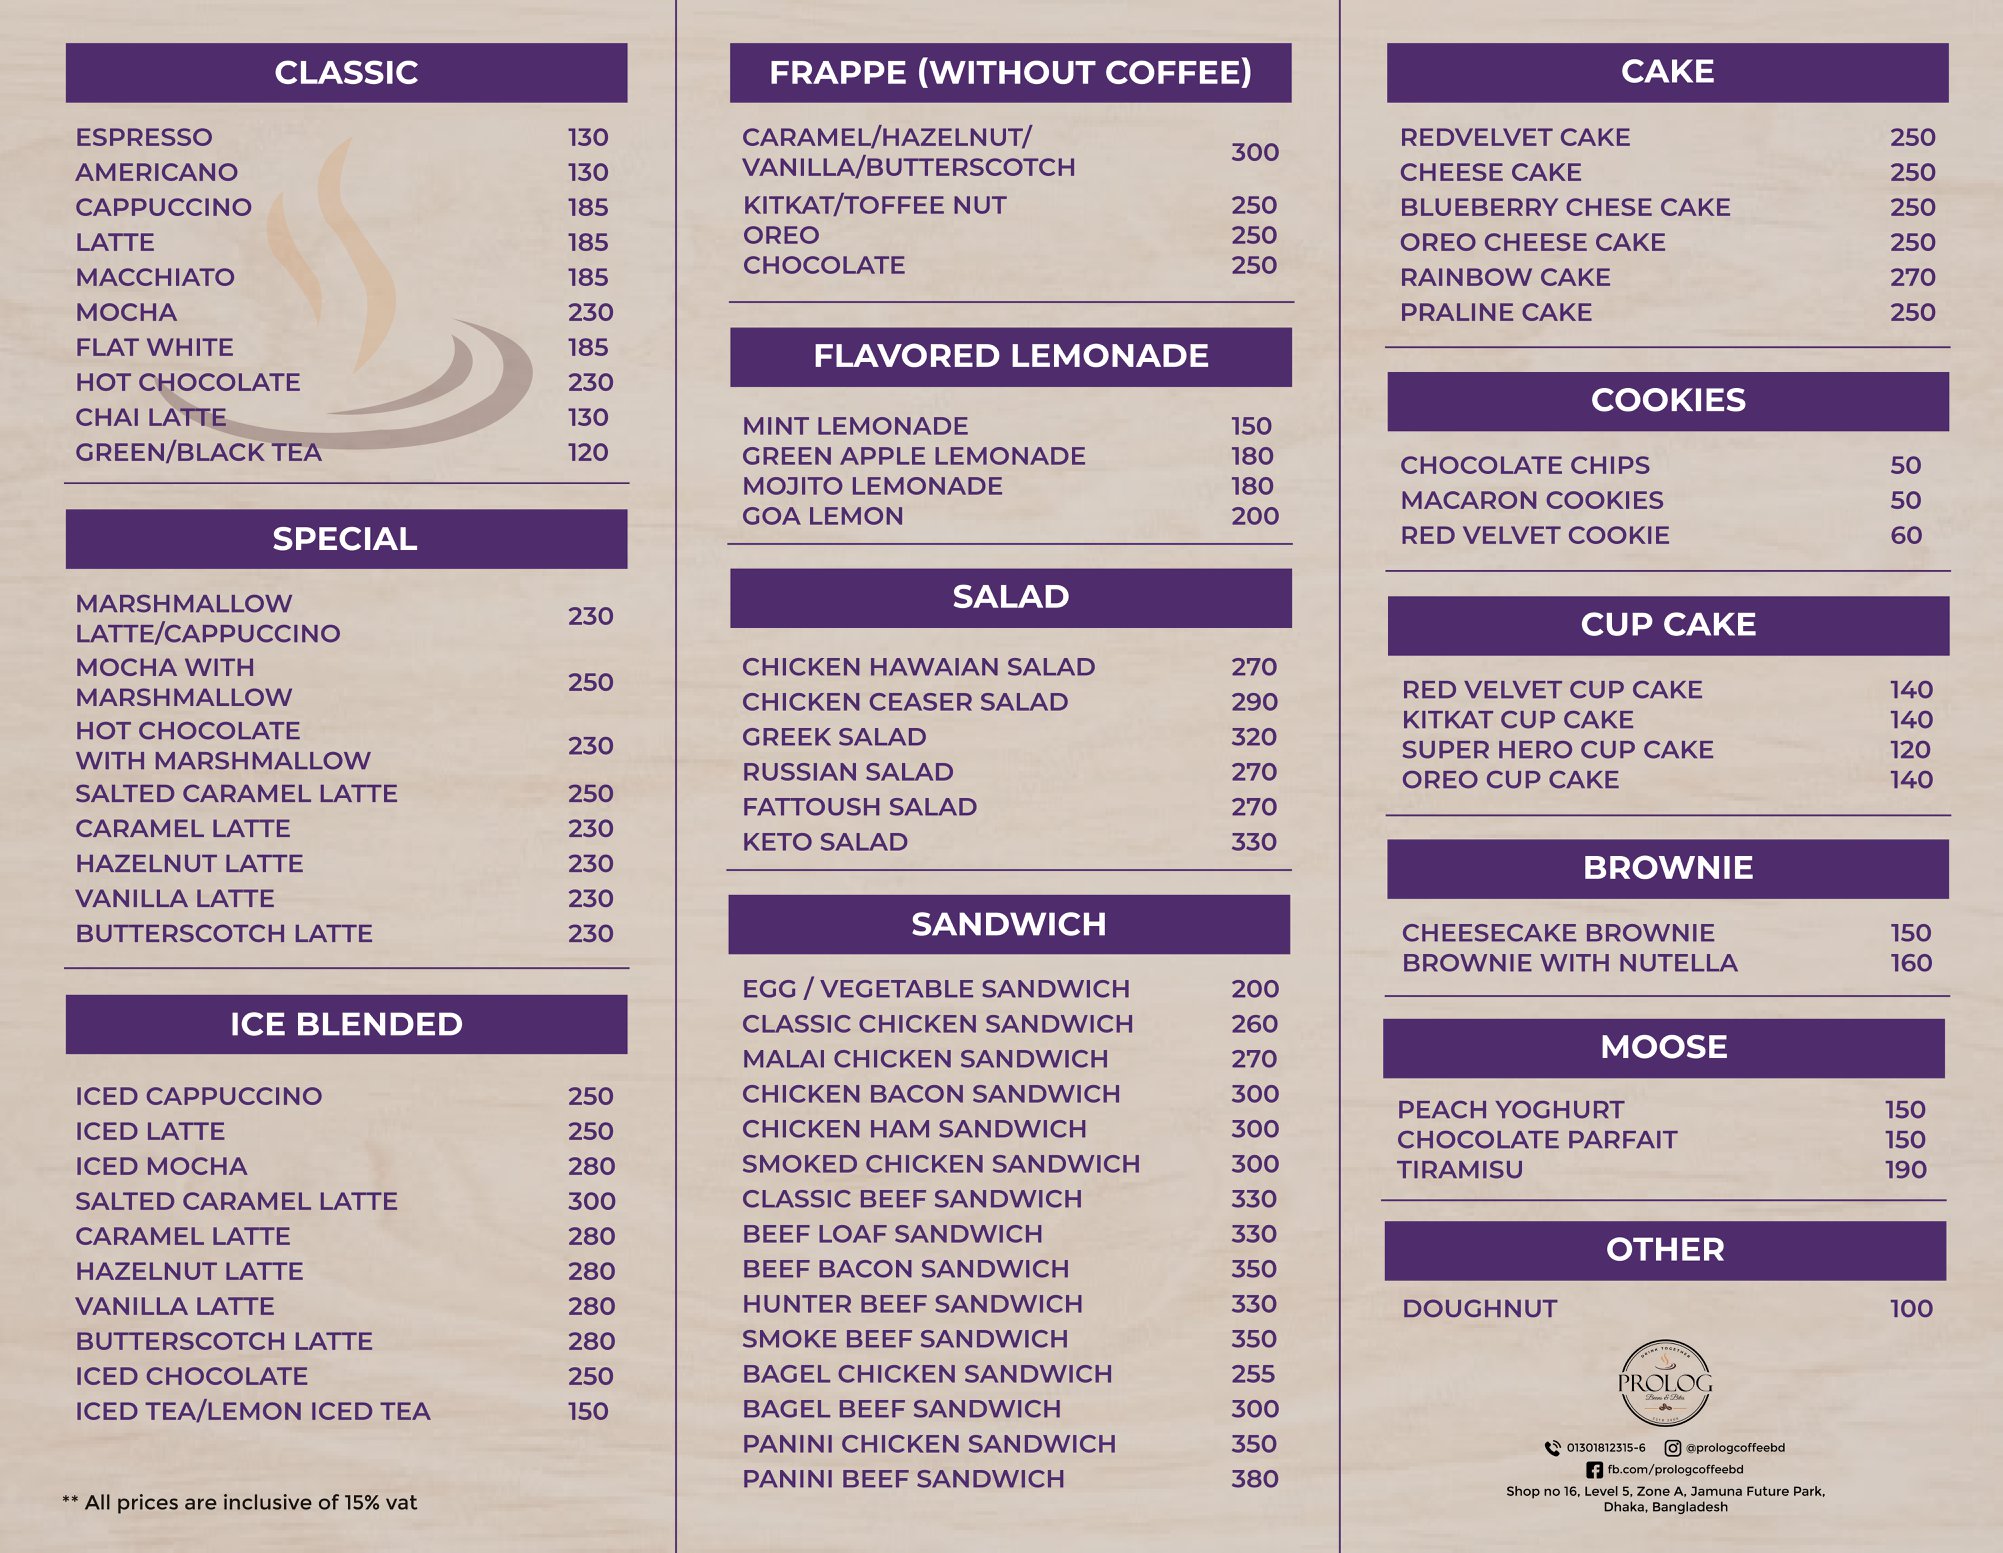 CLASSIC
ESPRESSO 130
AMERICANO 130
CAPPUCCINO 185
LATTE 185
MACCHIATO 185
MOCHA 230
FLAT WHITE 185
HOT CHOCOLATE 230
CHAI LATTE 130
GREEN/BLACK TEA 120
SPECIAL
MARSHMALLOW
LATTE/CAPPUCCINO 230
MOCHA WITH
MARSHMALLOW 250
HOT CHOCOLATE
WITH MARSHMALLOW 230
SALTED CARAMEL LATTE 250
CARAMEL LATTE 230
HAZELNUT LATTE 230
VANILLA LATTE 230
BUTTERSCOTCH LATTE 230
ICE BLENDED
ICED CAPPUCCINO 250
ICED LATTE 250
ICED MOCHA 280
SALTED CARAMEL LATTE 300
CARAMEL LATTE 280
HAZELNUT LATTE 280
VANILLA LATTE 280
BUTTERSCOTCH LATTE 280
ICED CHOCOLATE 250
ICED TEA/LEMON ICED TEA 150
** All prices are inclusive of 15% vat
FRAPPE (WITHOUT COFFEE)
CARAMEL/HAZELNUT/
VANILLA/BUTTERSCOTCH 300
KITKAT/TOFFEE NUT 250
OREO 250
CHOCOLATE 250
FLAVORED LEMONADE
MINT LEMONADE 150
GREEN APPLE LEMONADE 180
MOJITO LEMONADE 180
GOA LEMON 200
SALAD
CHICKEN HAWAIAN SALAD 270
CHICKEN CEASER SALAD 290
GREEK SALAD 320
RUSSIAN SALAD 270
FATTOUSH SALAD 270
KETO SALAD 330
SANDWICH
EGG / VEGETABLE SANDWICH 200
CLASSIC CHICKEN SANDWICH 260
MALAI CHICKEN SANDWICH 270
CHICKEN BACON SANDWICH 300
CHICKEN HAM SANDWICH 300
SMOKED CHICKEN SANDWICH 300
CLASSIC BEEF SANDWICH 330
BEEF LOAF SANDWICH 330
BEEF BACON SANDWICH 350
HUNTER BEEF SANDWICH 330
SMOKE BEEF SANDWICH 350
BAGEL CHICKEN SANDWICH 255
BAGEL BEEF SANDWICH 300
PANINI CHICKEN SANDWICH 350
PANINI BEEF SANDWICH 380
CAKE
REDVELVET CAKE 250
CHEESE CAKE 250
BLUEBERRY CHESE CAKE 250
OREO CHEESE CAKE 250
RAINBOW CAKE 270
PRALINE CAKE 250
COOKIES
CHOCOLATE CHIPS 50
MACARON COOKIES 50
RED VELVET COOKIE 60
CUP CAKE
RED VELVET CUP CAKE 140
KITKAT CUP CAKE 140
SUPER HERO CUP CAKE 120
OREO CUP CAKE 140
BROWNIE
CHEESECAKE BROWNIE 150
BROWNIE WITH NUTELLA 160
MOOSE
PEACH YOGHURT 150
CHOCOLATE PARFAIT 150
TIRAMISU 190
OTHER
DOUGHNUT 100
DRINK TOGETHER
PROLOG
01301812315-6 @prologcoffeebd
fb.com/prologcoffeebd
Shop no 16, Level 5, Zone A, Jamuna Future Park,
Dhaka, Bangladesh